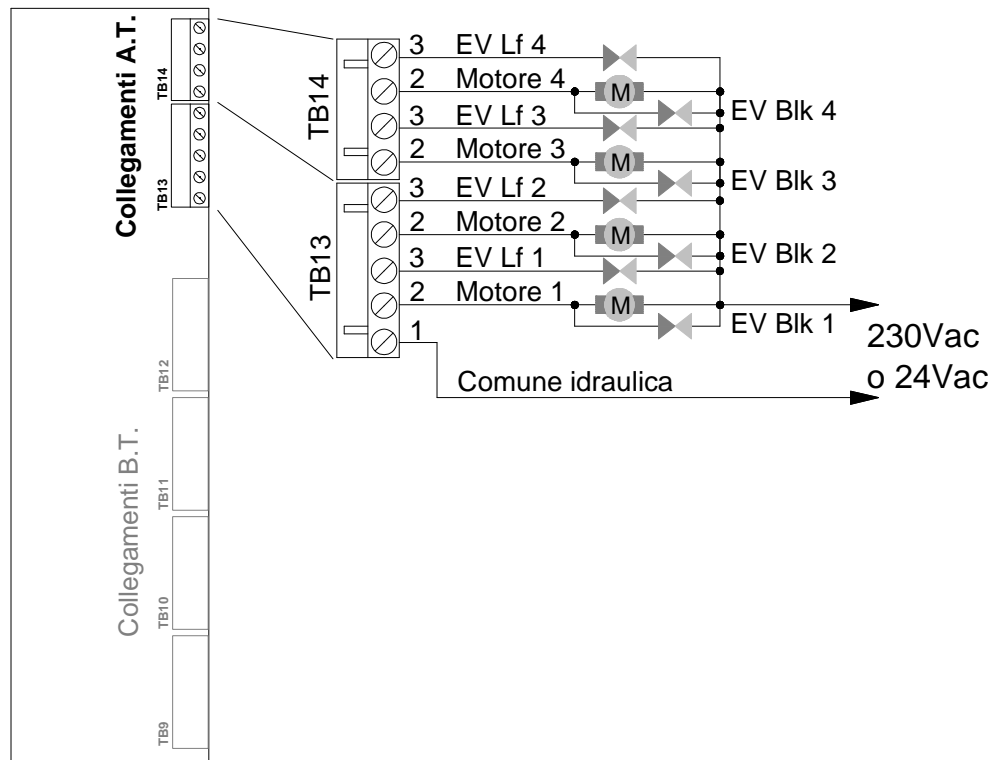 Collegamenti A.T.
TB14
TB13
TB14
3 EV Lf 4
2 Motore 4
3 EV Lf 3
2 Motore 3
TB13
3 EV Lf 2
2 Motore 2
3 EV Lf 1
2 Motore 1
1
Comune idraulica
M
EV Blk 4
M
EV Blk 3
M
EV Blk 2
M
EV Blk 1
230Vac
o 24Vac
Collegamenti B.T.
TB12
TB11
TB10
TB9